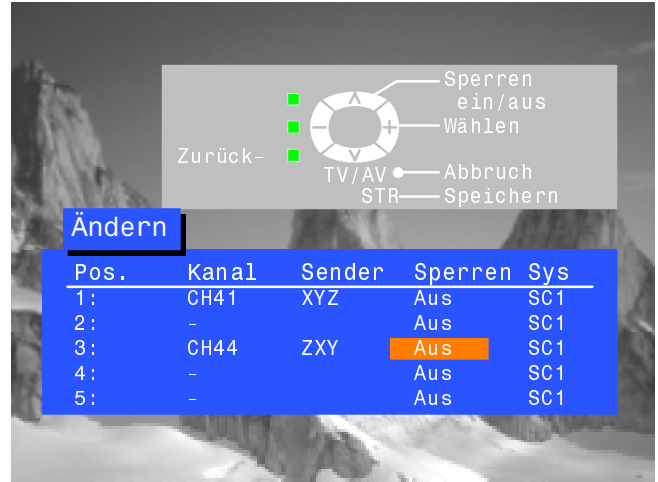 Sperren
ein/aus
Wählen
Zurück-
TV/AV Abbruch
STR Speichern
Ändern
Pos. Kanal Sender Sperren Sys
1: CH41 XYZ Aus SC1
2: - Aus SC1
3: CH44 ZXY Aus SC1
4: - Aus SC1
5: - Aus SC1